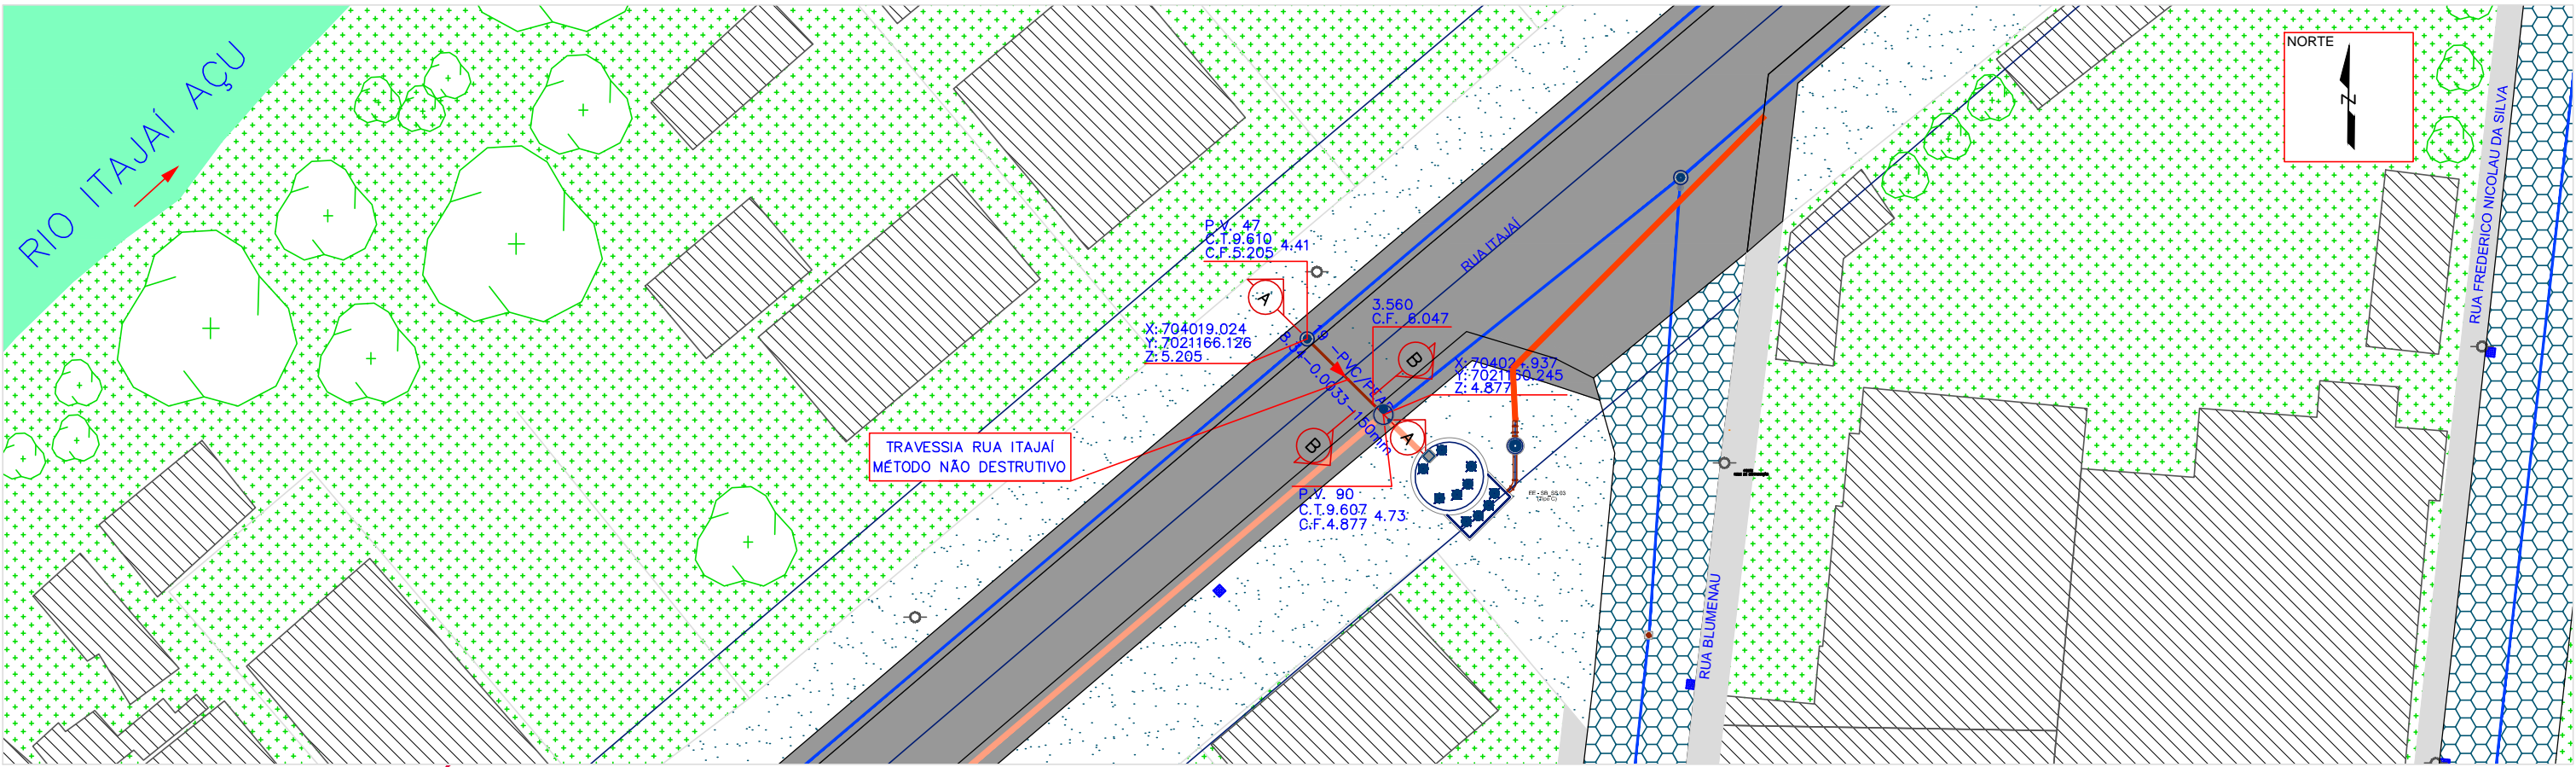 RIO ITAJAÍ AÇU
NORTE
N
RUA FREDERICO NICOLAU DA SILVA
RUA ITAJAÍ
P.V. 47
C.T.9.610
C.F.5.205
4.41
A
X: 704019.024
Y: 7021166.126
Z: 5.205
3.560
C.F. 6.047
B
Y: 7021160.245
Z: 4.877
TRAVESSIA RUA ITAJAÍ
MÉTODO NÃO DESTRUTIVO
B
A
P.V. 90
C.T.9.607
C.F.4.877
4.73
RUA BLUMENAU